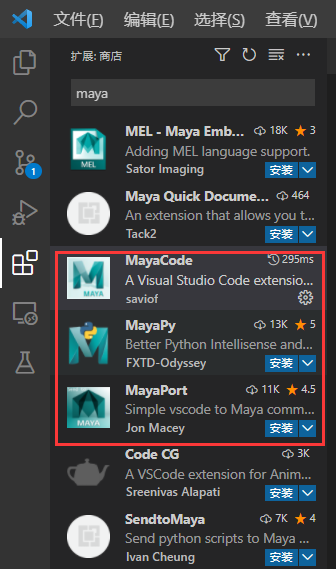 文件(F) 编辑(E) 选择(S) 查看(V)
扩展: 商店
maya
MEL - Maya Emb... 18K 3
Adding MEL language support.
Sator Imaging 安装
MEL
Maya Quick Docume... 464
An extension that allows you t...
Tack2 安装
MayaCode 295ms
A Visual Studio Code extensio...
saviof
MAYA
MayaPy 13K 5
Better Python Intellisense and...
FXTD-Odyssey 安装
MayaPort 11K 4.5
Simple vscode to Maya comm...
Jon Macey 安装
MAYA
Code CG 3K
A VSCode extension for Anim...
Sreenivas Alapati 安装
SendtoMaya 7K 4
Send python scripts to Maya ...
Ivan Cheung 安装
1